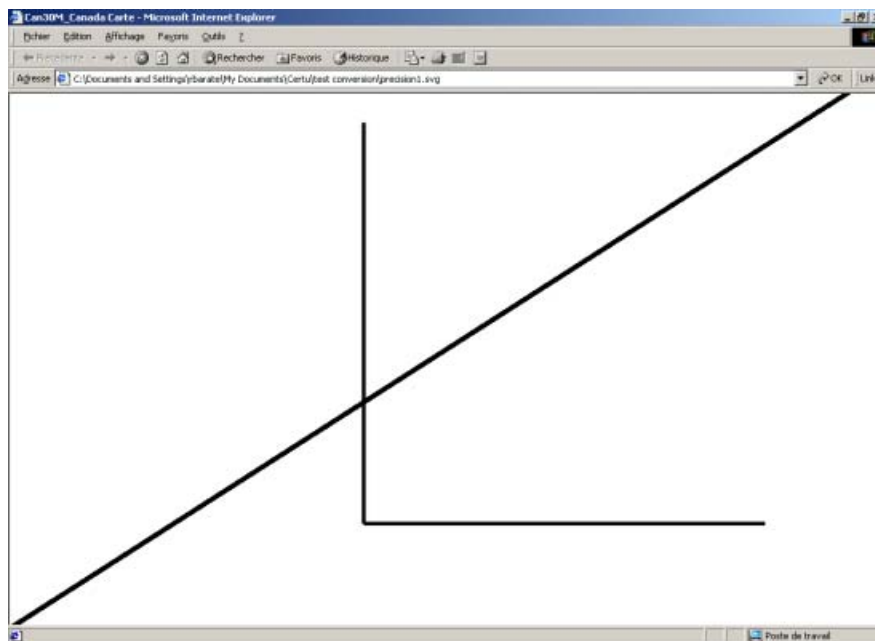 Can30M_Canada Carte - Microsoft Internet Explorer
Fichier Edition Affichage Favoris Outils ?
Rechercher Favoris Historique
Adresse C:\Documents and Settings\rbaratel\My Documents\Certu\test conversion\precision1.svg OK
Poste de travail